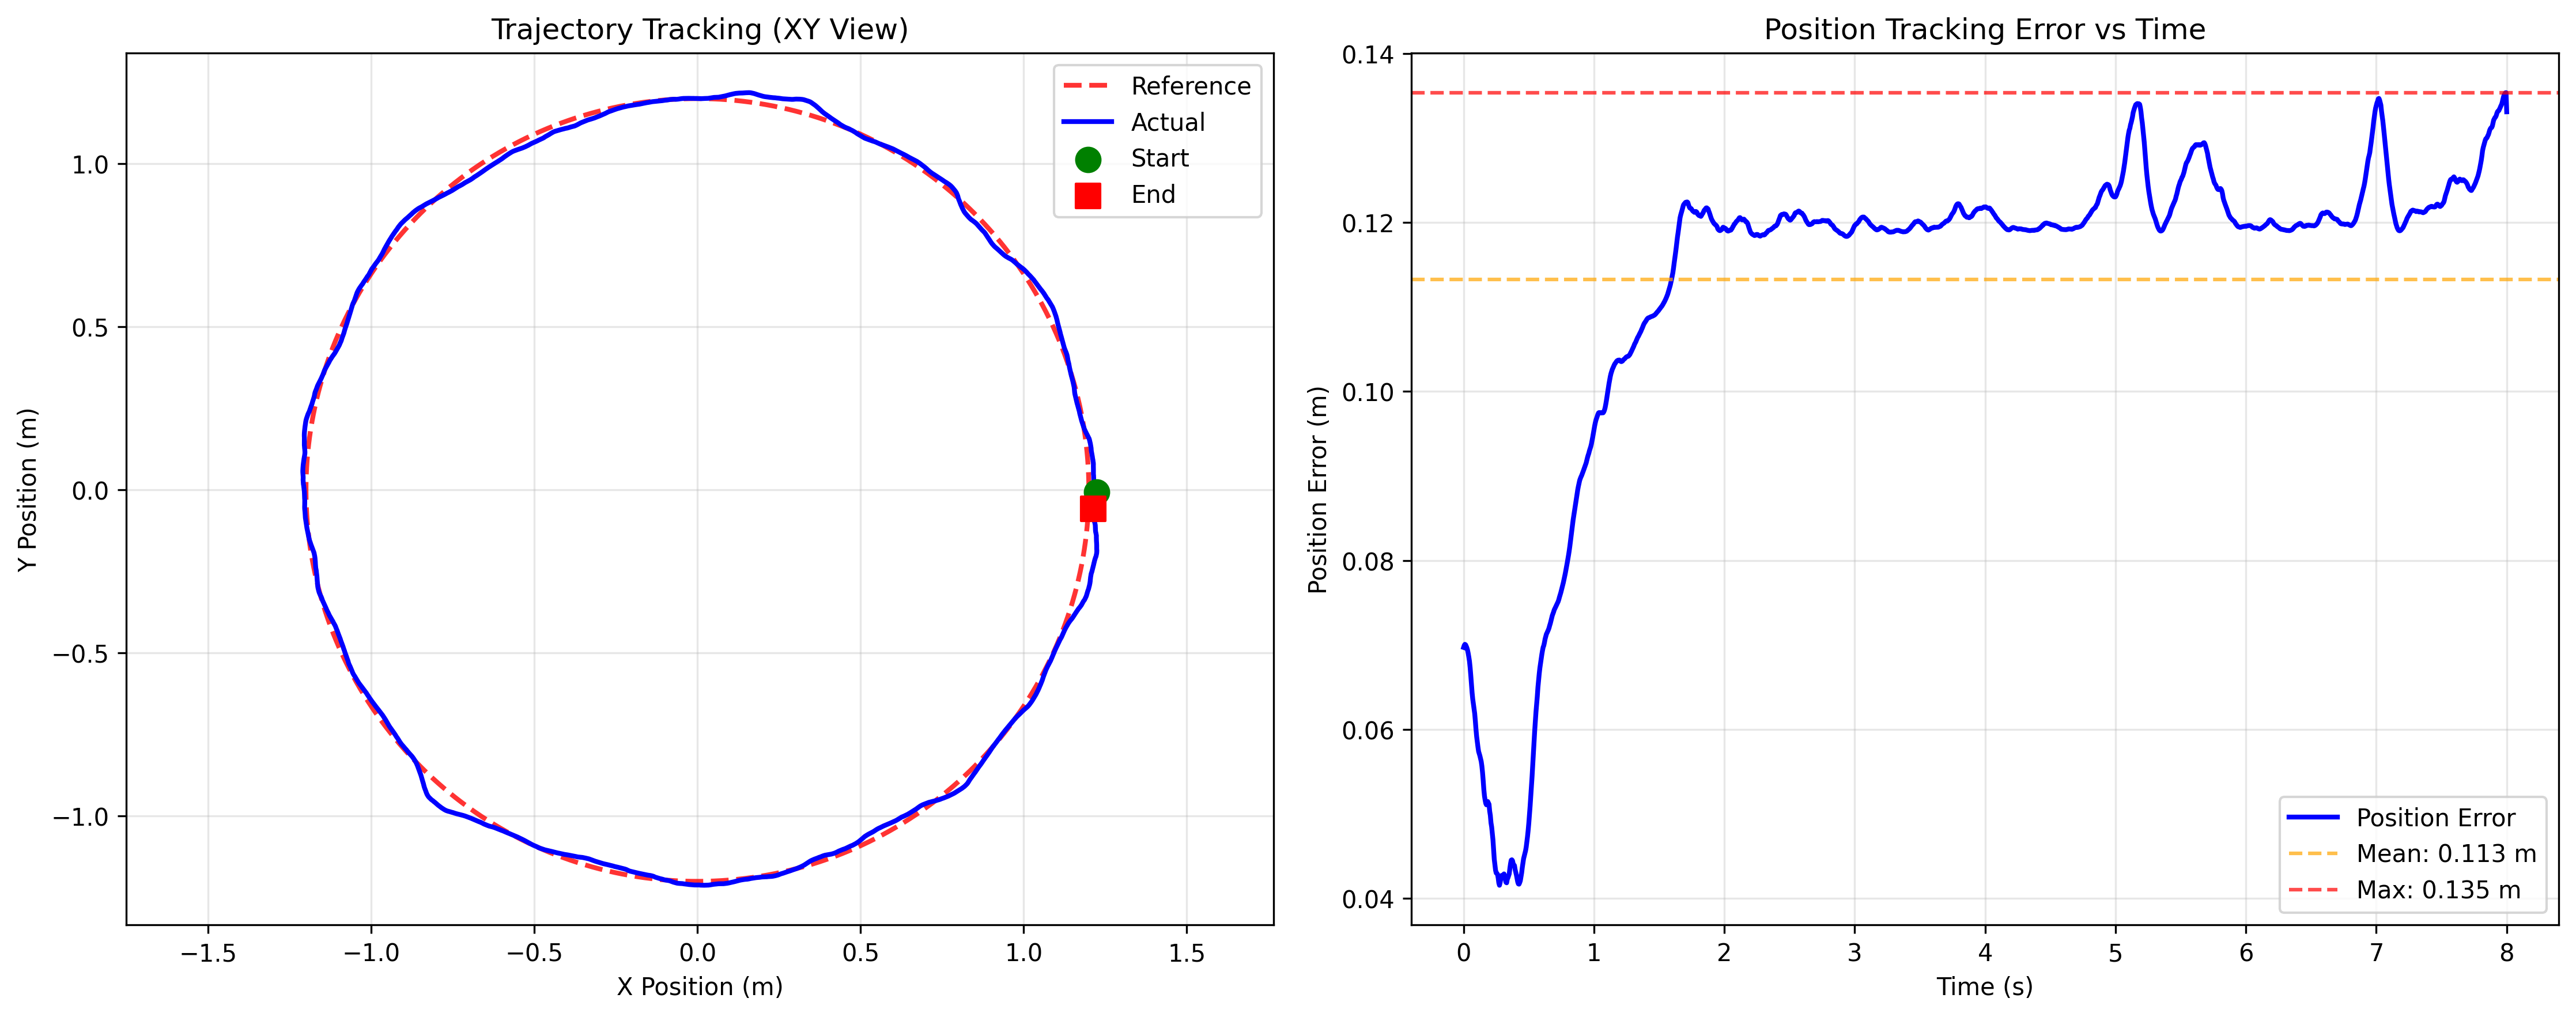 Trajectory Tracking (XY View)
Reference
Actual
Start
End
1.0
0.5
0.0
−0.5
−1.0
Y Position (m)
−1.5
−1.0
−0.5
0.0
0.5
1.0
1.5
X Position (m)
Position Tracking Error vs Time
0.14
0.12
0.10
0.08
0.06
0.04
Position Error (m)
Position Error
Mean: 0.113 m
Max: 0.135 m
0
1
2
3
4
5
6
7
8
Time (s)